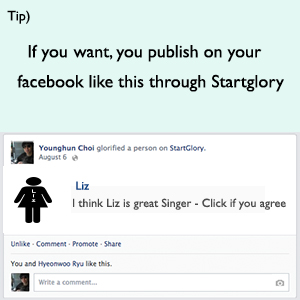 Tip)
If you want, you publish on your
facebook like this through Startglory
Younghun Choi glorified a person on StartGlory.
August 6
Liz
I think Liz is great Singer - Click if you agree
Unlike · Comment · Promote · Share
You and Hyeonwoo Ryu like this.
Write a comment...